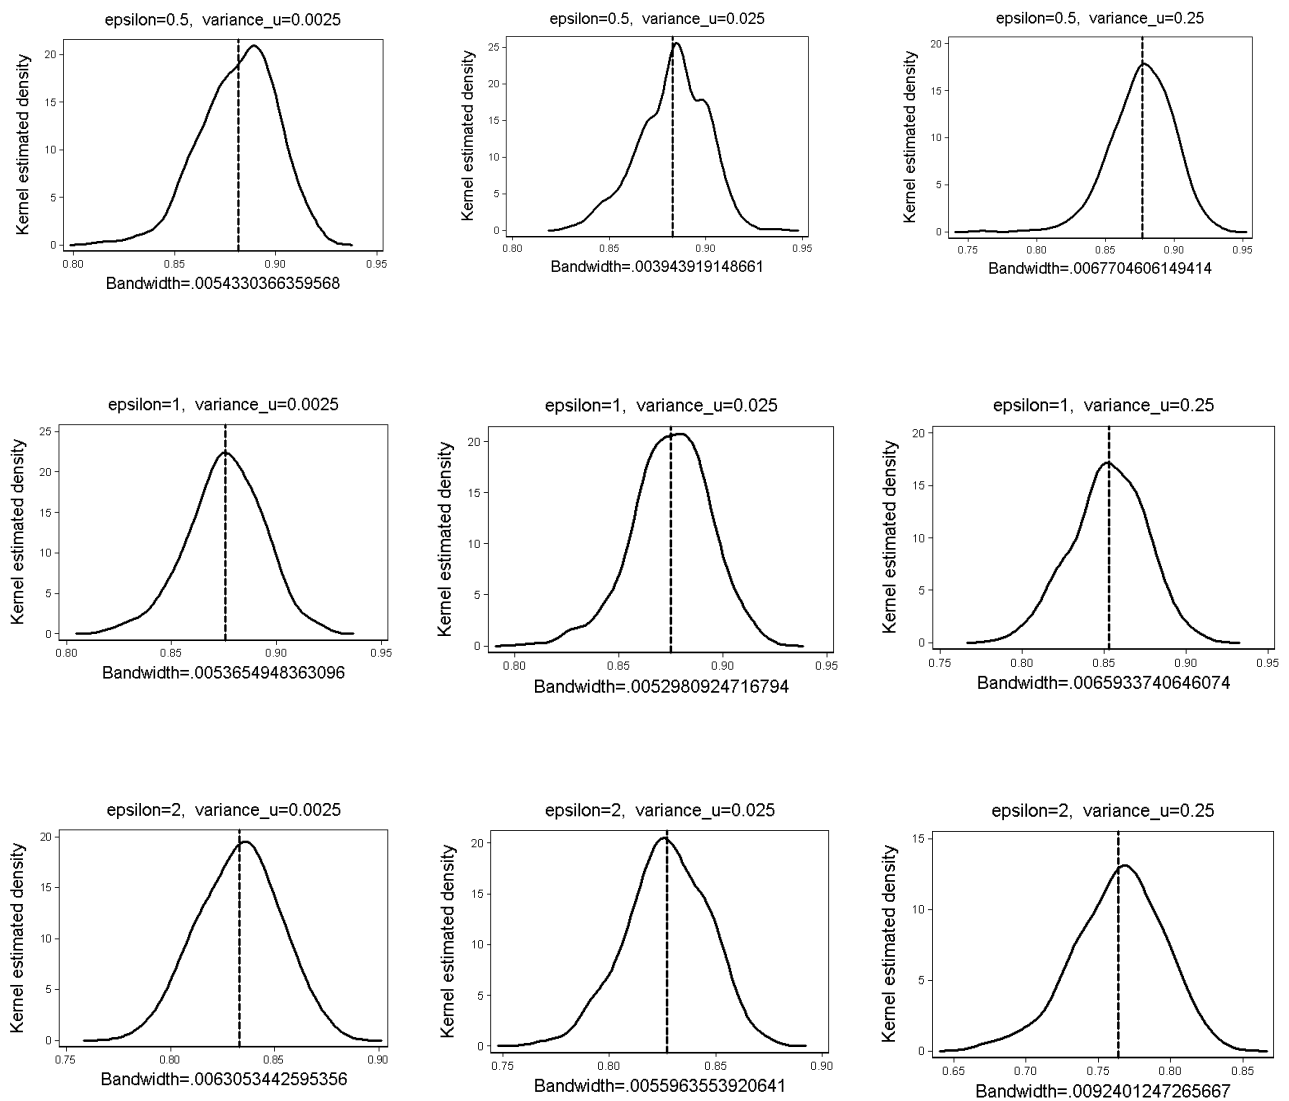 epsilon=0.5,  variance_u=0.0025
Kernel estimated density
20
15
10
5
0
0.80 0.85 0.90 0.95
Bandwidth=.0054330366359568
epsilon=0.5,  variance_u=0.025
Kernel estimated density
25
20
15
10
5
0
0.80 0.85 0.90 0.95
Bandwidth=.003943919148661
epsilon=0.5,  variance_u=0.25
Kernel estimated density
20
15
10
5
0
0.75 0.80 0.85 0.90 0.95
Bandwidth=.0067704606149414
epsilon=1,  variance_u=0.0025
Kernel estimated density
25
20
15
10
5
0
0.80 0.85 0.90 0.95
Bandwidth=.0053654948363096
epsilon=1,  variance_u=0.025
Kernel estimated density
20
15
10
5
0
0.80 0.85 0.90 0.95
Bandwidth=.0052980924716794
epsilon=1,  variance_u=0.25
Kernel estimated density
20
15
10
5
0
0.75 0.80 0.85 0.90 0.95
Bandwidth=.0065933740646074
epsilon=2,  variance_u=0.0025
Kernel estimated density
20
15
10
5
0
0.75 0.80 0.85 0.90
Bandwidth=.0063053442595356
epsilon=2,  variance_u=0.025
Kernel estimated density
20
15
10
5
0
0.75 0.80 0.85 0.90
Bandwidth=.0055963553920641
epsilon=2,  variance_u=0.25
Kernel estimated density
15
10
5
0
0.65 0.70 0.75 0.80 0.85
Bandwidth=.0092401247265667